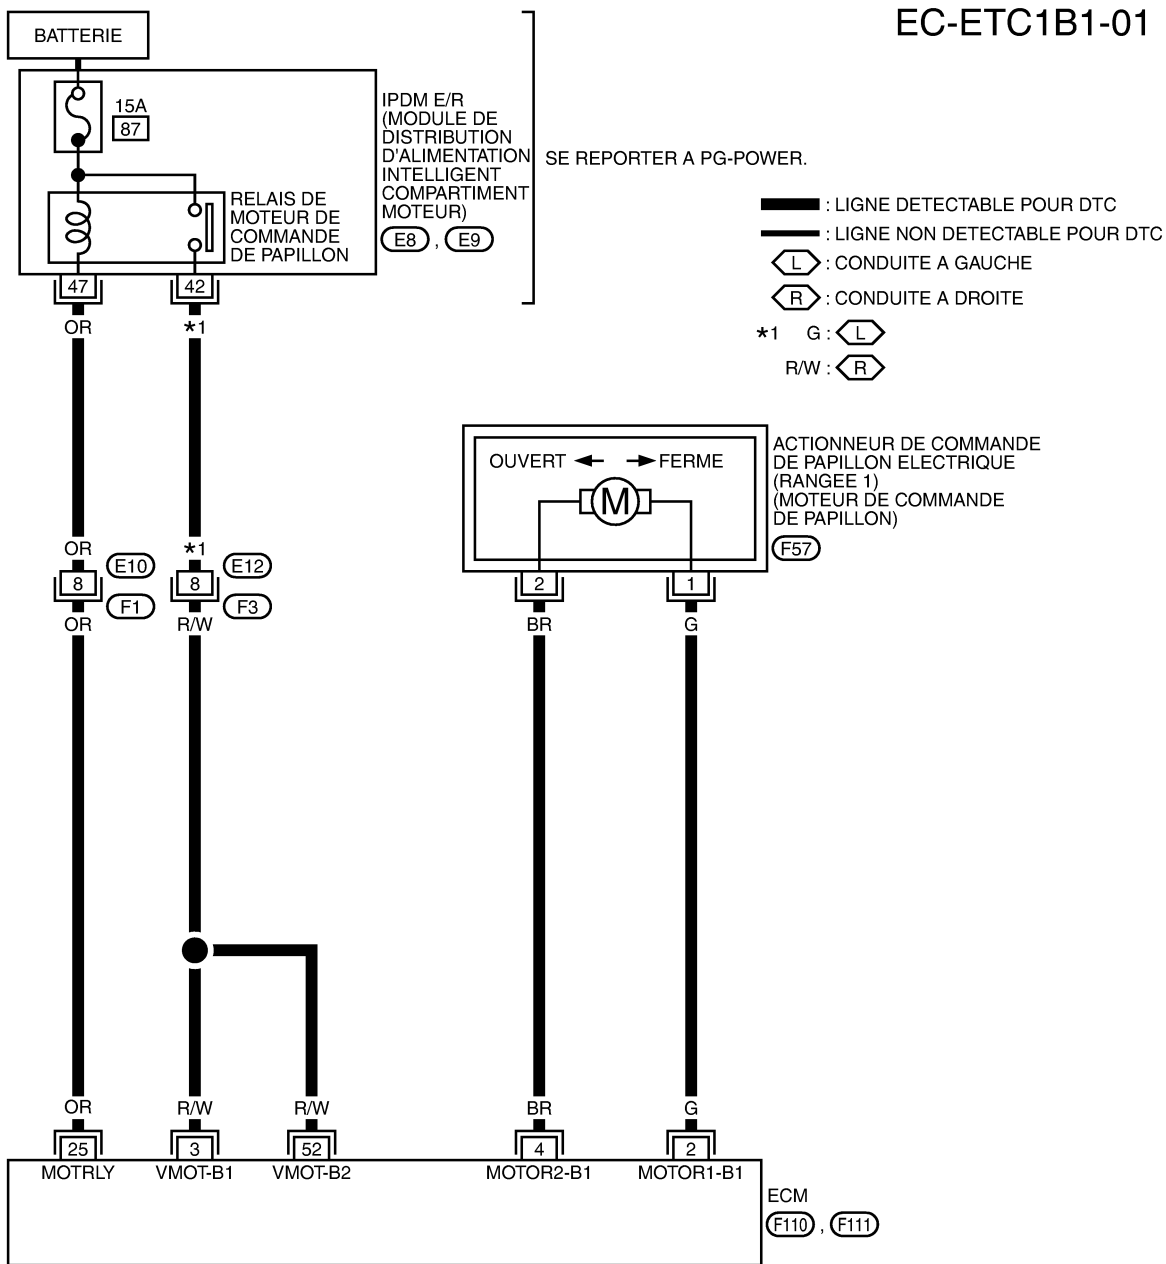 EC-ETC1B1-01
BATTERIE
15A
87
IPDM E/R
(MODULE DE
DISTRIBUTION
D'ALIMENTATION
INTELLIGENT
COMPARTIMENT
MOTEUR)
E8 , E9
SE REPORTER A PG-POWER.
RELAIS DE
MOTEUR DE
COMMANDE
DE PAPILLON
: LIGNE DETECTABLE POUR DTC
: LIGNE NON DETECTABLE POUR DTC
L : CONDUITE A GAUCHE
R : CONDUITE A DROITE
*1 G : L
R/W : R
47 42
OR *1
ACTIONNEUR DE COMMANDE
DE PAPILLON ELECTRIQUE
(RANGEE 1)
(MOTEUR DE COMMANDE
DE PAPILLON)
F57
OUVERT FERME
M
OR *1
E10 E12
8 8 2 1
F1 F3
OR R/W BR G
OR R/W R/W BR G
25 3 52 4 2
MOTRLY VMOT-B1 VMOT-B2 MOTOR2-B1 MOTOR1-B1
ECM
F110 , F111